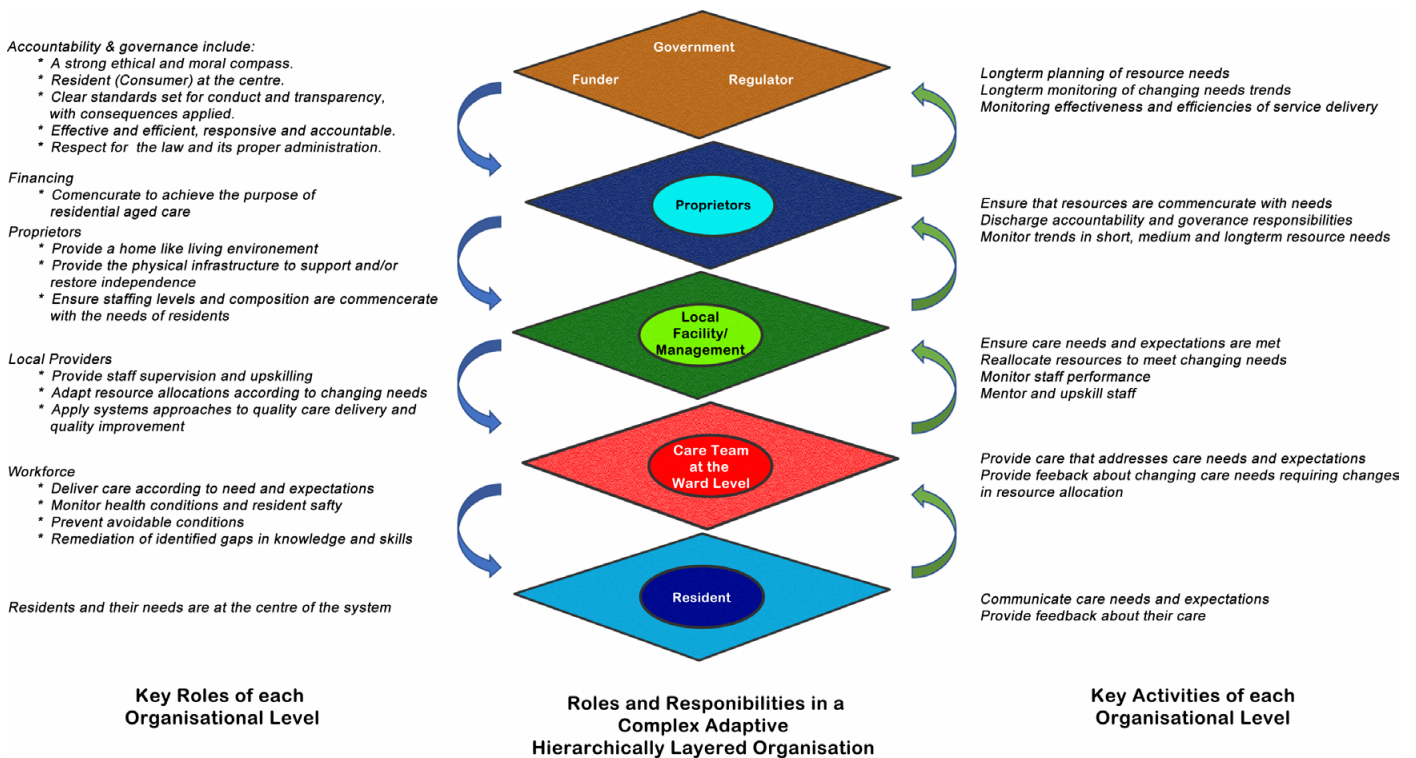 Accountability & governance include:
* A strong ethical and moral compass.
* Resident (Consumer) at the centre.
* Clear standards set for conduct and transparency,
with consequences applied.
* Effective and efficient, responsive and accountable.
* Respect for the law and its proper administration.
Financing
* Comencurate to achieve the purpose of
residential aged care
Proprietors
* Provide a home like living environement
* Provide the physical infrastructure to support and/or
restore independence
* Ensure staffing levels and composition are commencerate
with the needs of residents
Local Providers
* Provide staff supervision and upskilling
* Adapt resource allocations according to changing needs
* Apply systems approaches to quality care delivery and
quality improvement
Workforce
* Deliver care according to need and expectations
* Monitor health conditions and resident safty
* Prevent avoidable conditions
* Remediation of identified gaps in knowledge and skills
Residents and their needs are at the centre of the system
Key Roles of each
Organisational Level
Government
Funder
Regulator
Proprietors
Local
Facility/
Management
Care Team
at the
Ward Level
Resident
Roles and Responibilities in a
Complex Adaptive
Hierarchically Layered Organisation
Longterm planning of resource needs
Longterm monitoring of changing needs trends
Monitoring effectiveness and efficiencies of service delivery
Ensure that resources are commencurate with needs
Discharge accountability and goverance responsibilities
Monitor trends in short, medium and longterm resource needs
Ensure care needs and expectations are met
Reallocate resources to meet changing needs
Monitor staff performance
Mentor and upskill staff
Provide care that addresses care needs and expectations
Provide feeback about changing care needs requiring changes
in resource allocation
Communicate care needs and expectations
Provide feedback about their care
Key Activities of each
Organisational Level